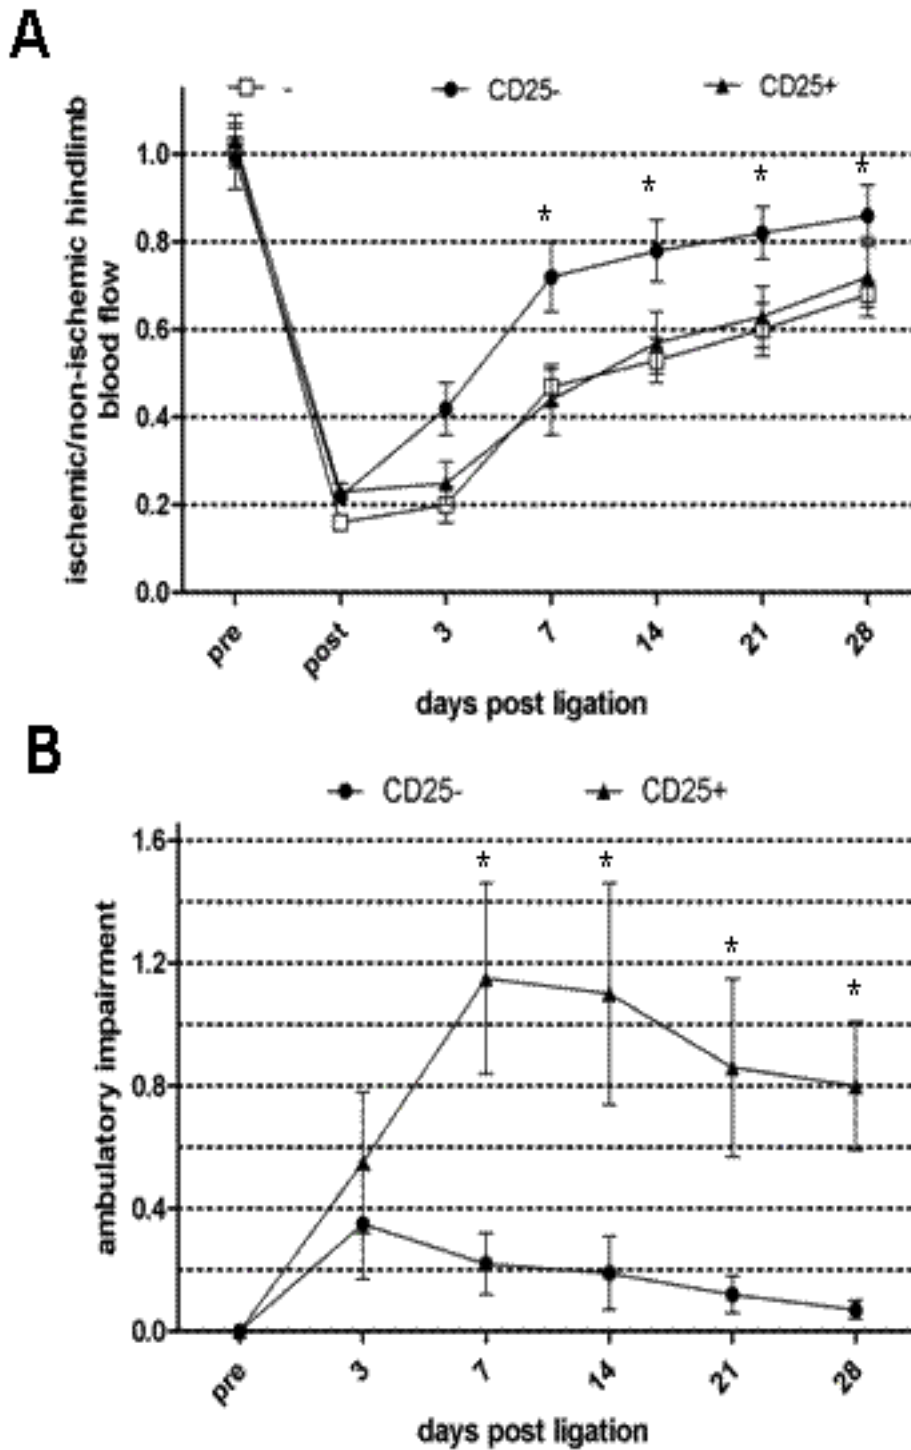 A
- CD25- CD25+
ischemic/non-ischemic hindlimb
blood flow
1.0
0.8
0.6
0.4
0.2
0.0
* * * *
pre post 3 7 14 21 28
days post ligation
B
CD25- CD25+
ambulatory impairment
1.6
1.2
0.8
0.4
0.0
* * * *
pre 3 7 14 21 28
days post ligation